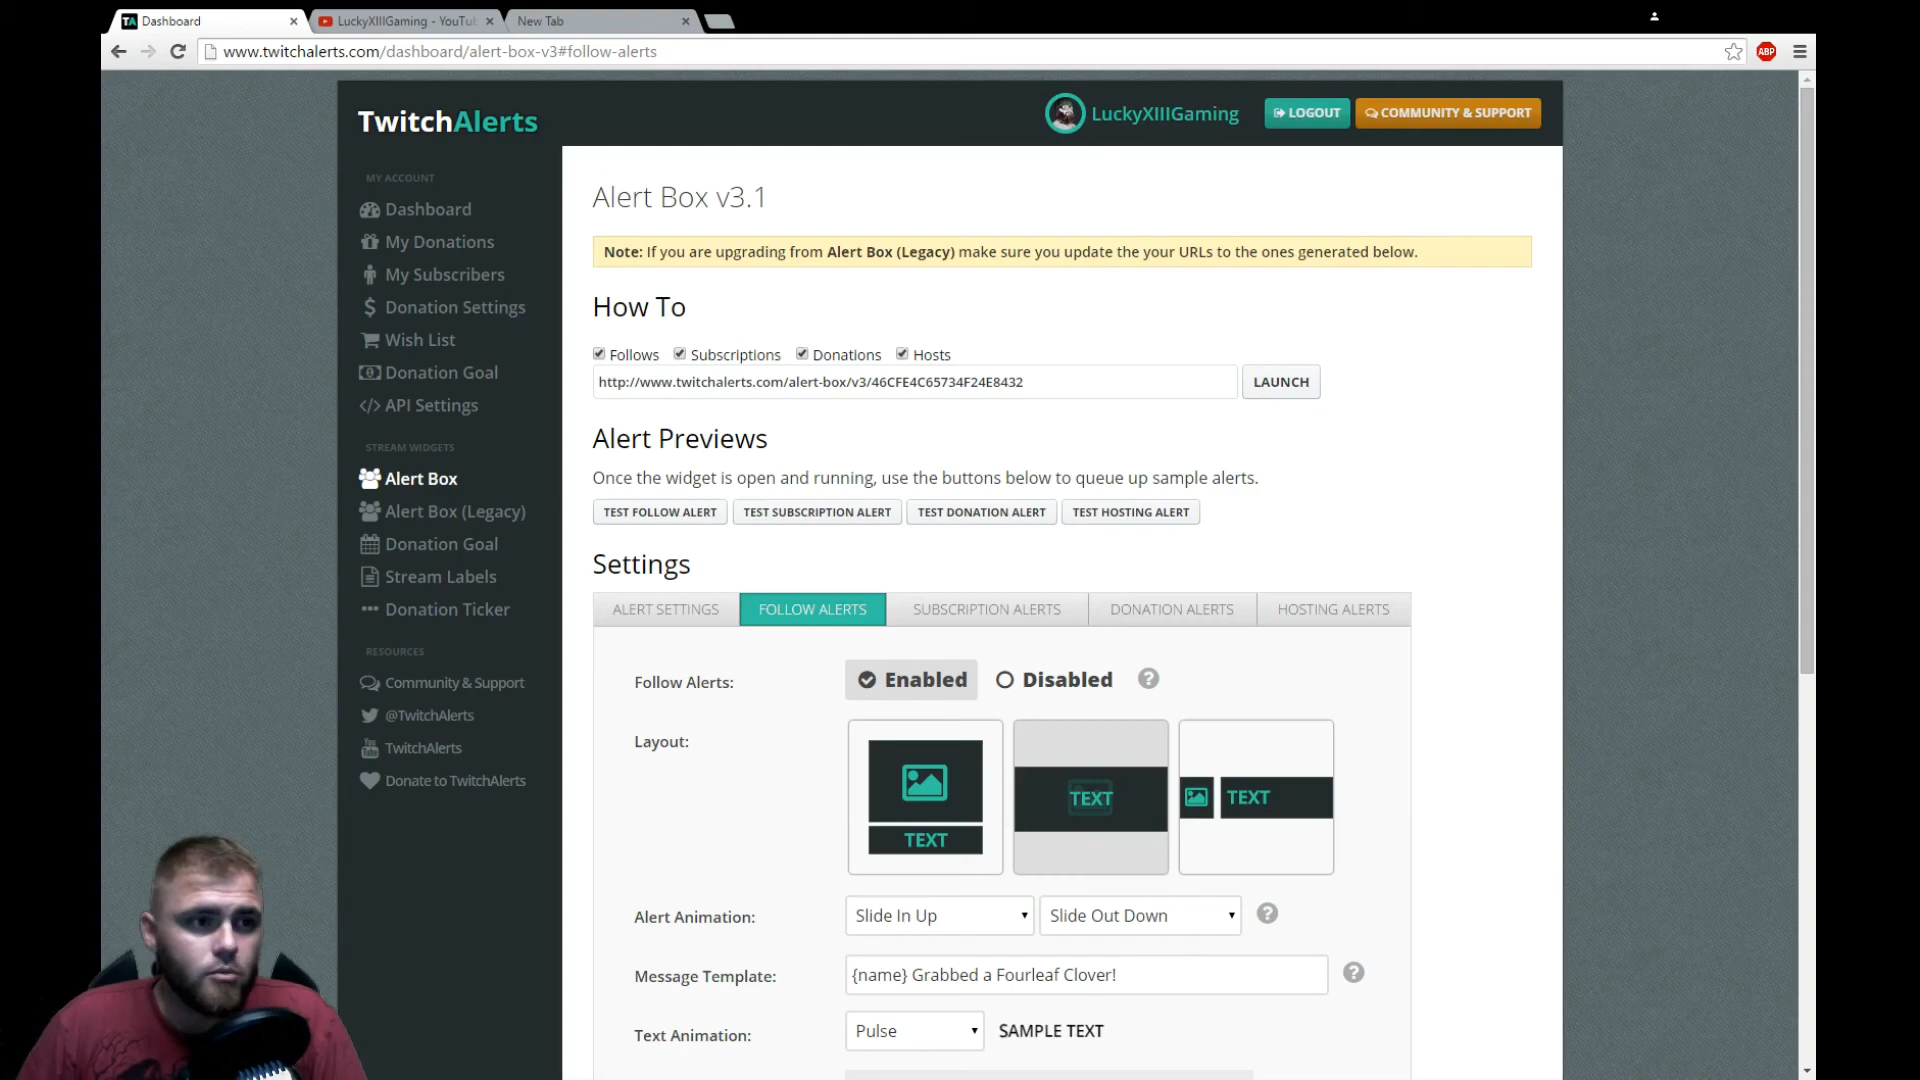 Dashboard
LuckyXIIIGaming - YouTu
New Tab
www.twitchalerts.com/dashboard/alert-box-v3#follow-alerts
ABP
TwitchAlerts
LuckyXIIIGaming
LOGOUT
COMMUNITY & SUPPORT
MY ACCOUNT
Dashboard
My Donations
My Subscribers
Donation Settings
Wish List
Donation Goal
API Settings
STREAM WIDGETS
Alert Box
Alert Box (Legacy)
Donation Goal
Stream Labels
Donation Ticker
RESOURCES
Community & Support
@TwitchAlerts
TwitchAlerts
Donate to TwitchAlerts
Alert Box v3.1
Note: If you are upgrading from Alert Box (Legacy) make sure you update the your URLs to the ones generated below.
How To
Follows Subscriptions Donations Hosts
http://www.twitchalerts.com/alert-box/v3/46CFE4C65734F24E8432
LAUNCH
Alert Previews
Once the widget is open and running, use the buttons below to queue up sample alerts.
TEST FOLLOW ALERT TEST SUBSCRIPTION ALERT TEST DONATION ALERT TEST HOSTING ALERT
Settings
ALERT SETTINGS FOLLOW ALERTS SUBSCRIPTION ALERTS DONATION ALERTS HOSTING ALERTS
Follow Alerts: Enabled Disabled ?
Layout:
TEXT
TEXT
TEXT
Alert Animation: Slide In Up Slide Out Down ?
Message Template: {name} Grabbed a Fourleaf Clover! ?
Text Animation: Pulse SAMPLE TEXT